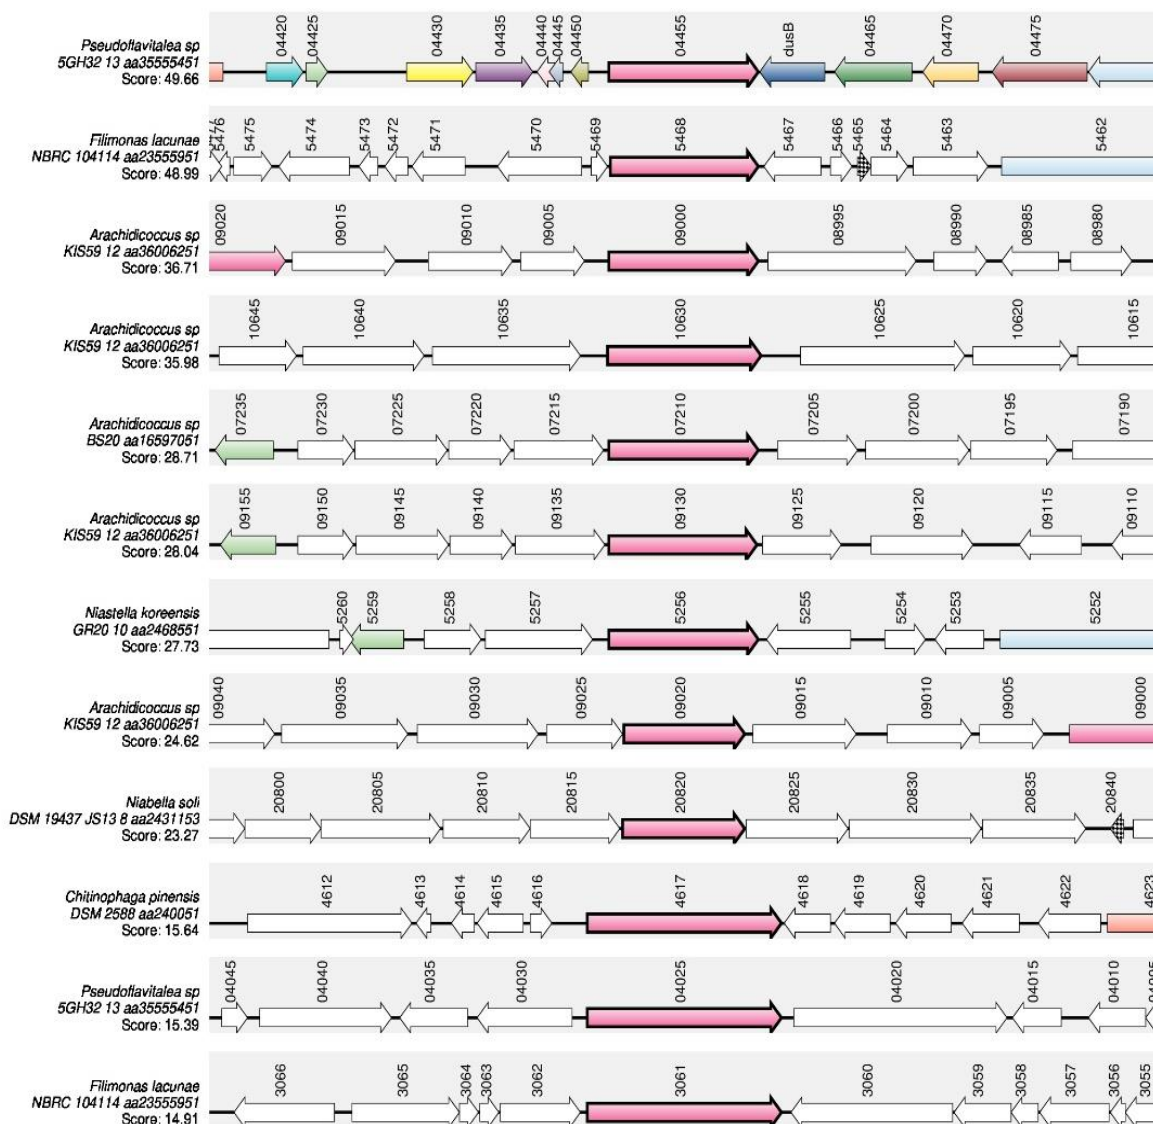 04420 04425 04430 04435 04440 04445 04450 04455 dusB 04465 04470 04475
Pseudoflavitalea sp
5GH32 13 aa35555451
Score: 49.66
5476 5475 5474 5473 5472 5471 5470 5469 5468 5467 5466 5465 5464 5463 5462
Filimonas lacunae
NBRC 104114 aa23555951
Score: 48.99
09020 09015 09010 09005 09000 08995 08990 08985 08980
Arachidicoccus sp
KIS59 12 aa36006251
Score: 36.71
10645 10640 10635 10630 10625 10620 10615
Arachidicoccus sp
KIS59 12 aa36006251
Score: 35.98
07235 07230 07225 07220 07215 07210 07205 07200 07195 07190
Arachidicoccus sp
BS20 aa16597051
Score: 28.71
09155 09150 09145 09140 09135 09130 09125 09120 09115 09110
Arachidicoccus sp
KIS59 12 aa36006251
Score: 28.04
5260 5259 5258 5257 5256 5255 5254 5253 5252
Niastella koreensis
GR20 10 aa2468551
Score: 27.73
09040 09035 09030 09025 09020 09015 09010 09005 09000
Arachidicoccus sp
KIS59 12 aa36006251
Score: 24.62
20800 20805 20810 20815 20820 20825 20830 20835 20840
Niabella soli
DSM 19437 JS13 8 aa2431153
Score: 23.27
4612 4613 4614 4615 4616 4617 4618 4619 4620 4621 4622 4623
Chitinophaga pinensis
DSM 2588 aa240051
Score: 15.64
04045 04040 04035 04030 04025 04020 04015 04010 04005
Pseudoflavitalea sp
5GH32 13 aa35555451
Score: 15.39
3066 3065 3064 3063 3062 3061 3060 3059 3058 3057 3056 3055
Filimonas lacunae
NBRC 104114 aa23555951
Score: 14.91